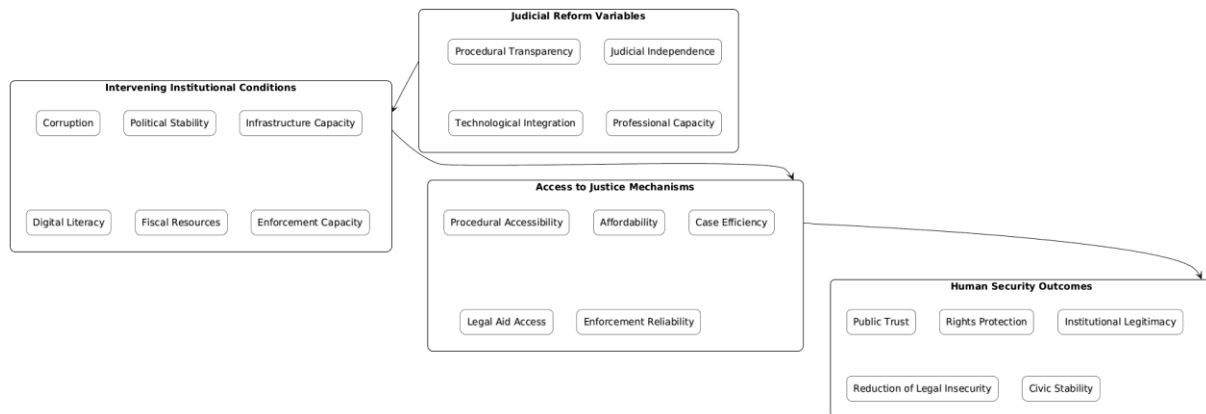 Judicial Reform Variables
Procedural Transparency
Judicial Independence
Technological Integration
Professional Capacity
Intervening Institutional Conditions
Corruption
Political Stability
Infrastructure Capacity
Digital Literacy
Fiscal Resources
Enforcement Capacity
Access to Justice Mechanisms
Procedural Accessibility
Affordability
Case Efficiency
Legal Aid Access
Enforcement Reliability
Human Security Outcomes
Public Trust
Rights Protection
Institutional Legitimacy
Reduction of Legal Insecurity
Civic Stability